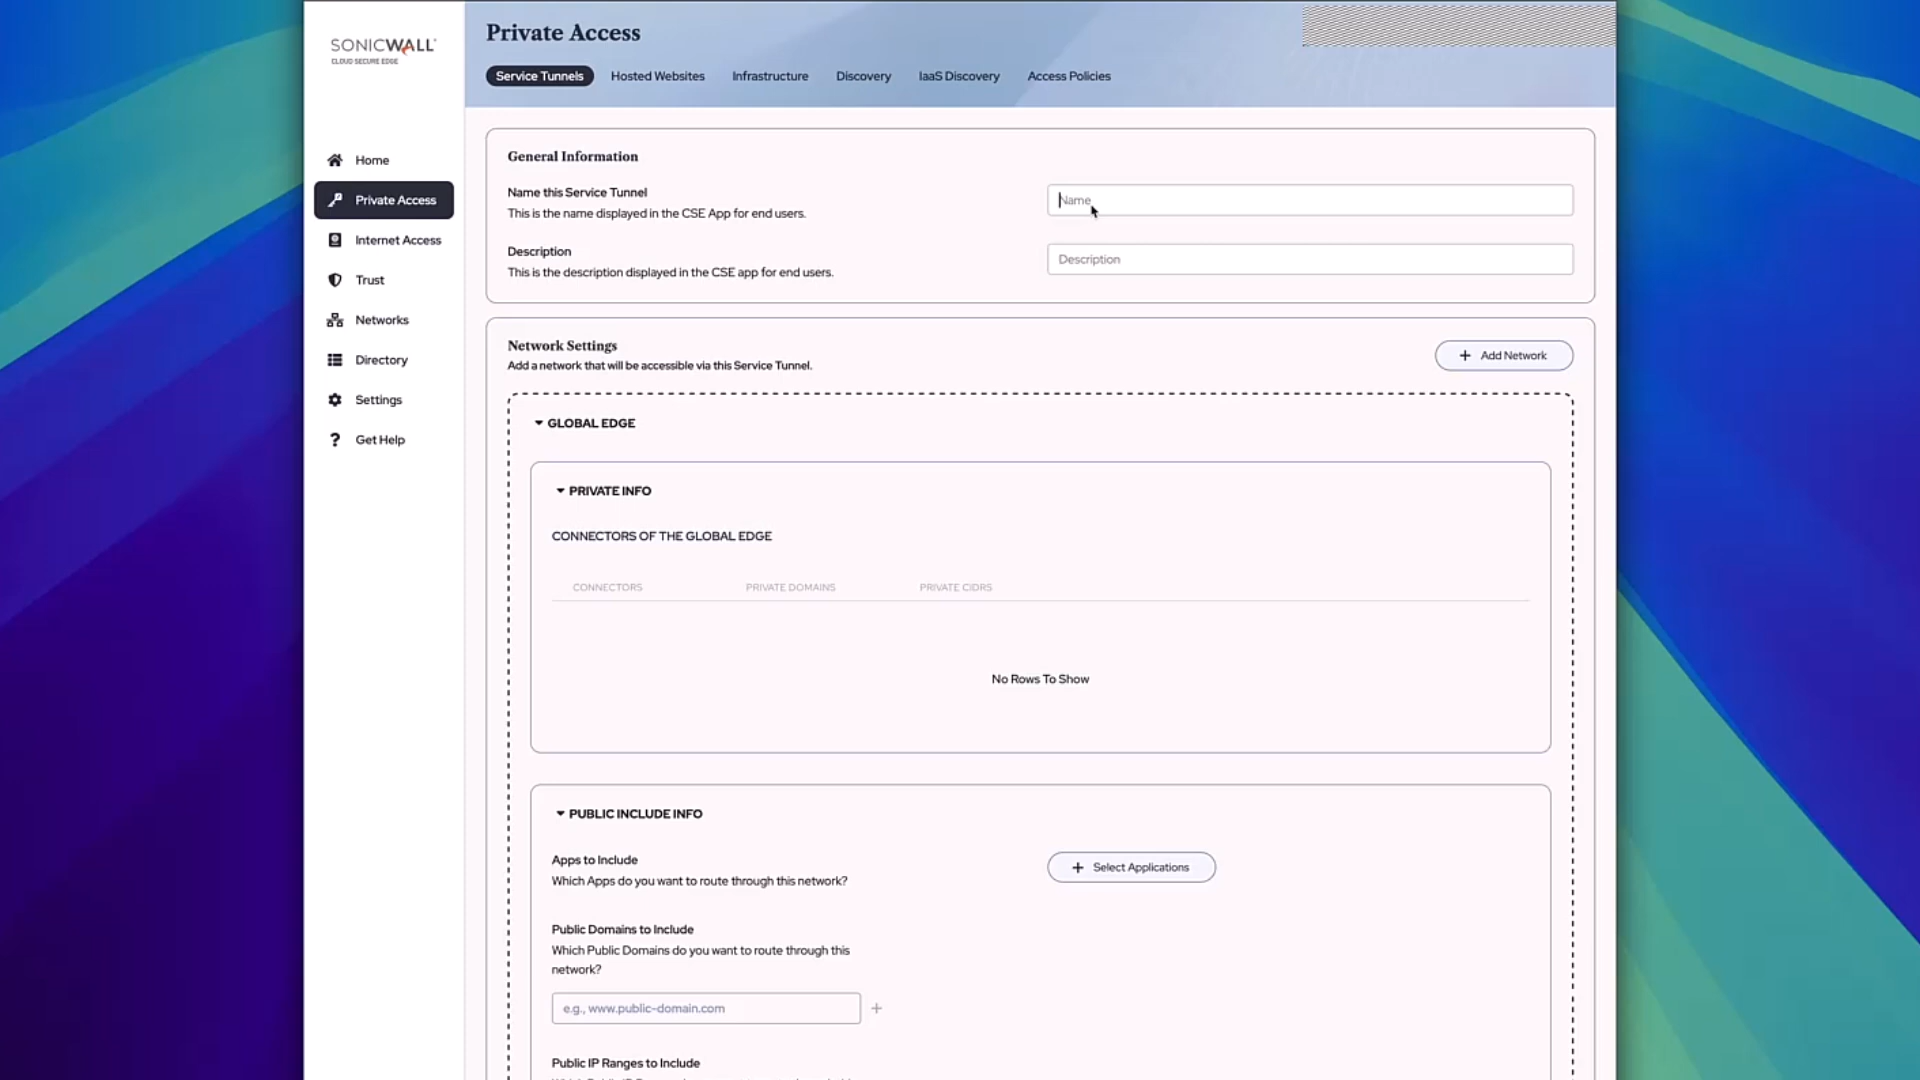 SONICWALL
CLOUD SECURE EDGE
Home
Private Access
Internet Access
Trust
Networks
Directory
Settings
Get Help
Private Access
Service Tunnels
Hosted Websites
Infrastructure
Discovery
IaaS Discovery
Access Policies
General Information
Name this Service Tunnel
This is the name displayed in the CSE App for end users.
Name
Description
This is the description displayed in the CSE app for end users.
Description
Network Settings
Add a network that will be accessible via this Service Tunnel.
+ Add Network
GLOBAL EDGE
PRIVATE INFO
CONNECTORS OF THE GLOBAL EDGE
CONNECTORS
PRIVATE DOMAINS
PRIVATE CIDRS
No Rows To Show
PUBLIC INCLUDE INFO
Apps to Include
Which Apps do you want to route through this network?
+ Select Applications
Public Domains to Include
Which Public Domains do you want to route through this
network?
e.g., www.public-domain.com
+
Public IP Ranges to Include